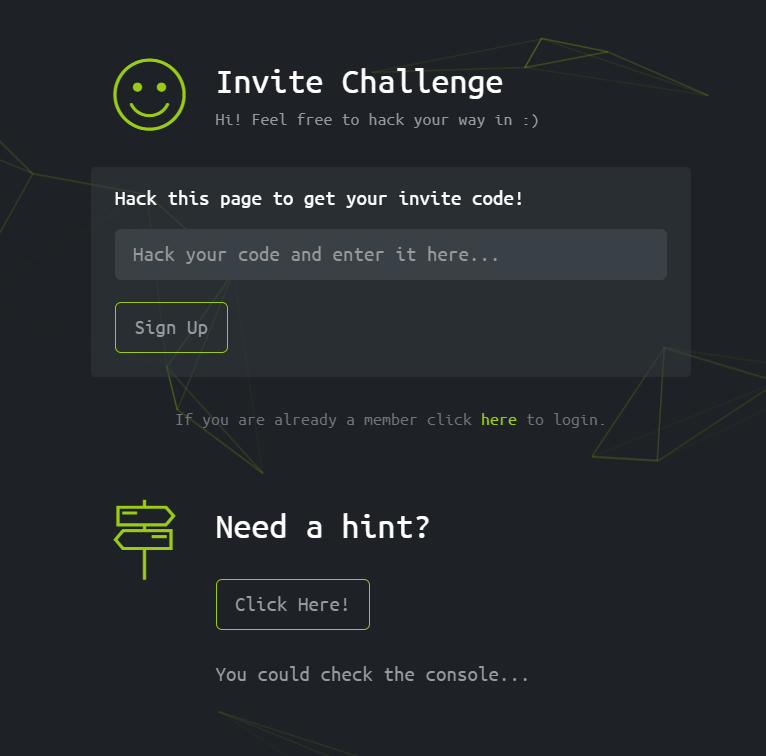 Invite Challenge
Hi! Feel free to hack your way in :)
Hack this page to get your invite code!
Hack your code and enter it here...
Sign Up
If you are already a member click here to login.
Need a hint?
Click Here!
You could check the console...